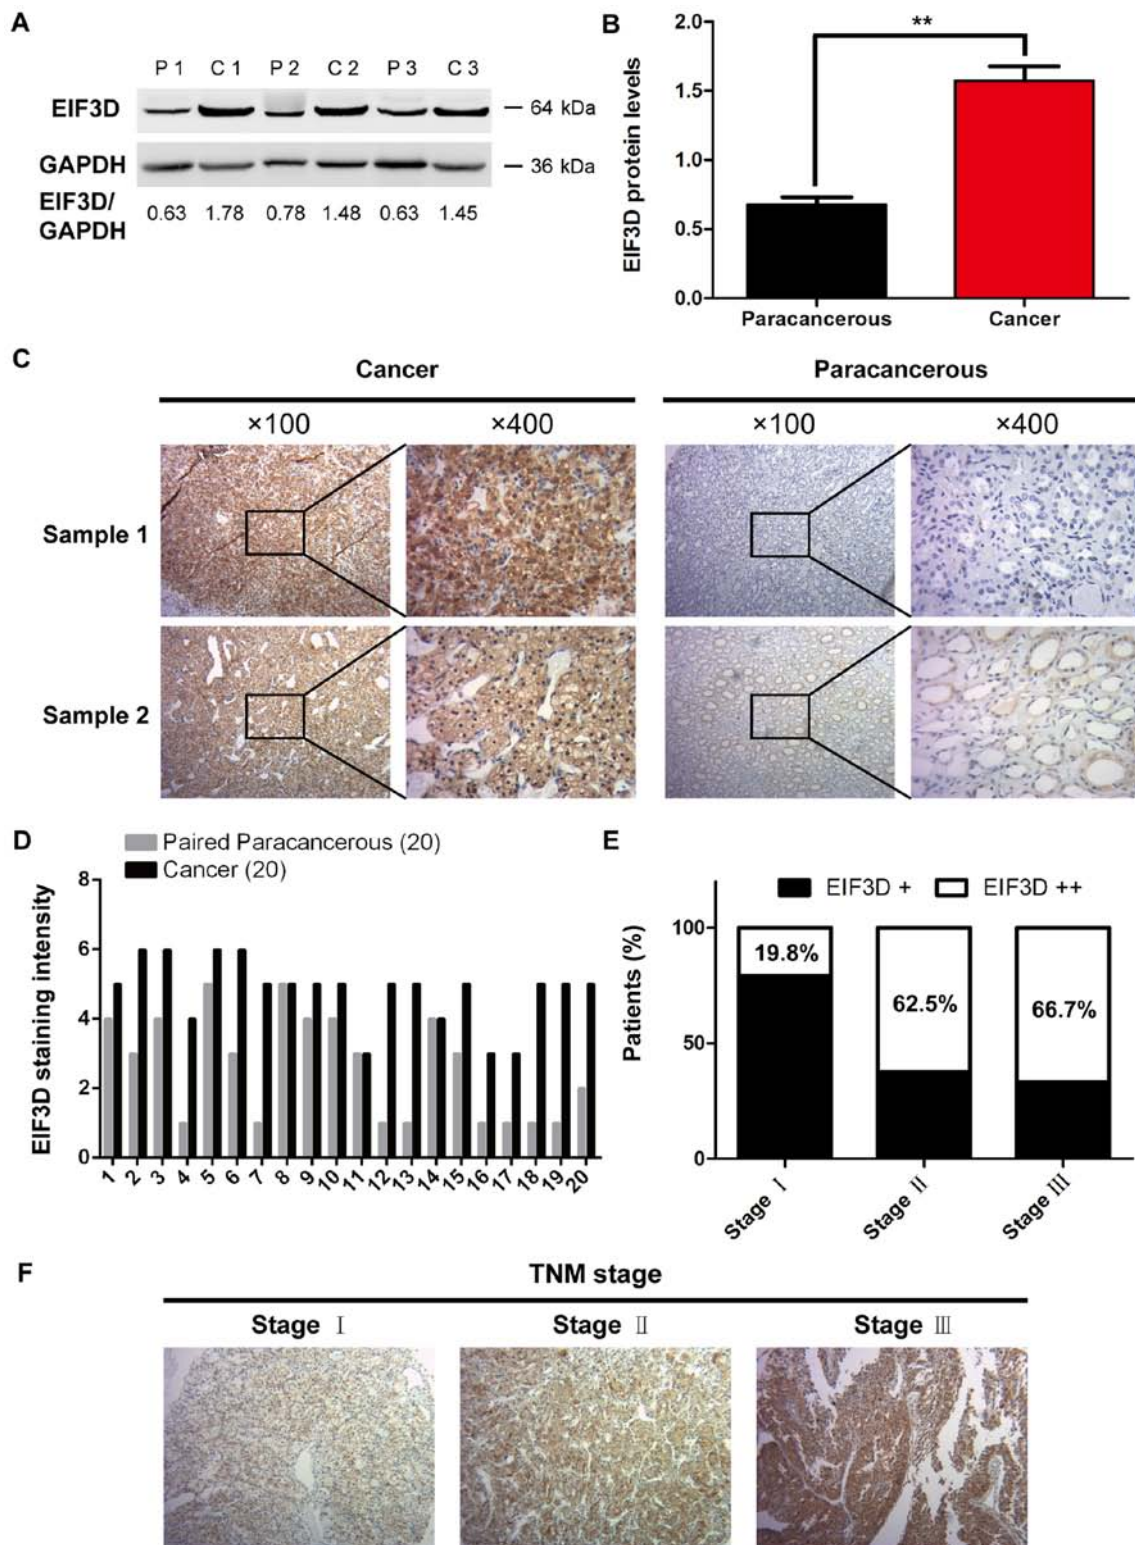 A
P 1 C 1 P 2 C 2 P 3 C 3
EIF3D
64 kDa
GAPDH
36 kDa
EIF3D/
GAPDH
0.63 1.78 0.78 1.48 0.63 1.45
B
**
EIF3D protein levels
2.0
1.5
1.0
0.5
0.0
Paracancerous Cancer
C
Cancer Paracancerous
×100 ×400 ×100 ×400
Sample 1
Sample 2
D
Paired Paracancerous (20)
Cancer (20)
EIF3D staining intensity
8
6
4
2
0
1 2 3 4 5 6 7 8 9 10 11 12 13 14 15 16 17 18 19 20
E
EIF3D + EIF3D ++
Patients (%)
100
50
0
19.8% 62.5% 66.7%
Stage Ⅰ Stage Ⅱ Stage Ⅲ
F
TNM stage
Stage Ⅰ Stage Ⅱ Stage Ⅲ